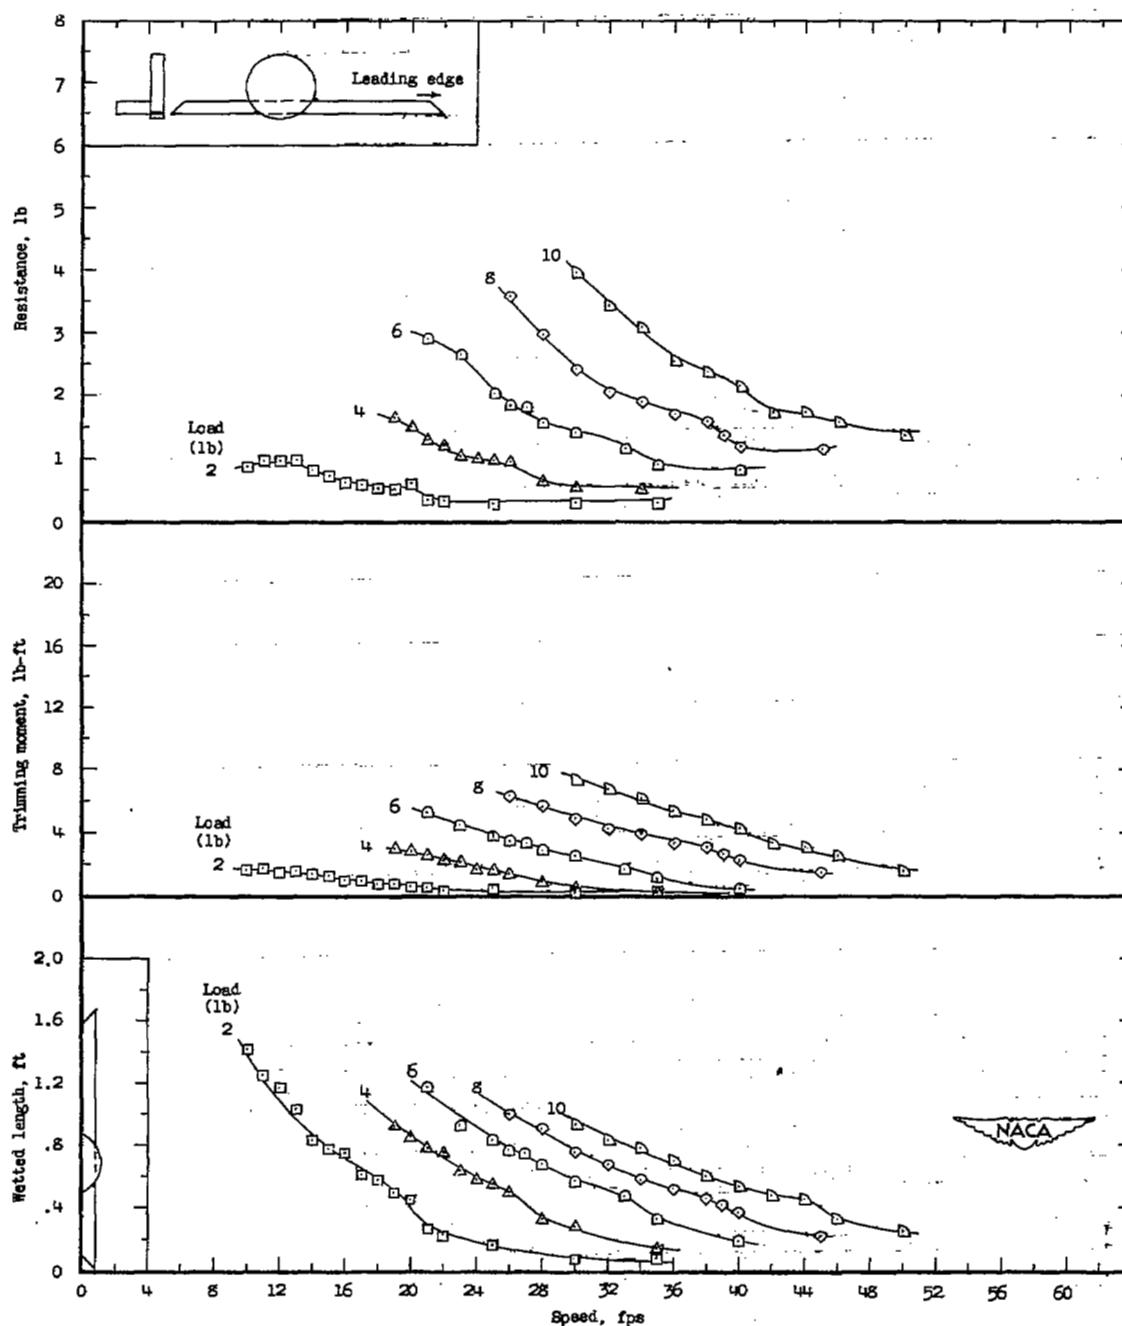 8
7
6
5
4
3
2
1
0
Resistance, lb
Leading edge
10
8
6
4
Load
(lb)
2
20
16
12
8
4
0
Trimming moment, lb-ft
10
8
6
4
Load
(lb)
2
2.0
1.6
1.2
.8
.4
0
Wetted length, ft
Load
(lb)
2
4
6
8
10
NACA
0 4 8 12 16 20 24 28 32 36 40 44 48 52 56 60
Speed, fps